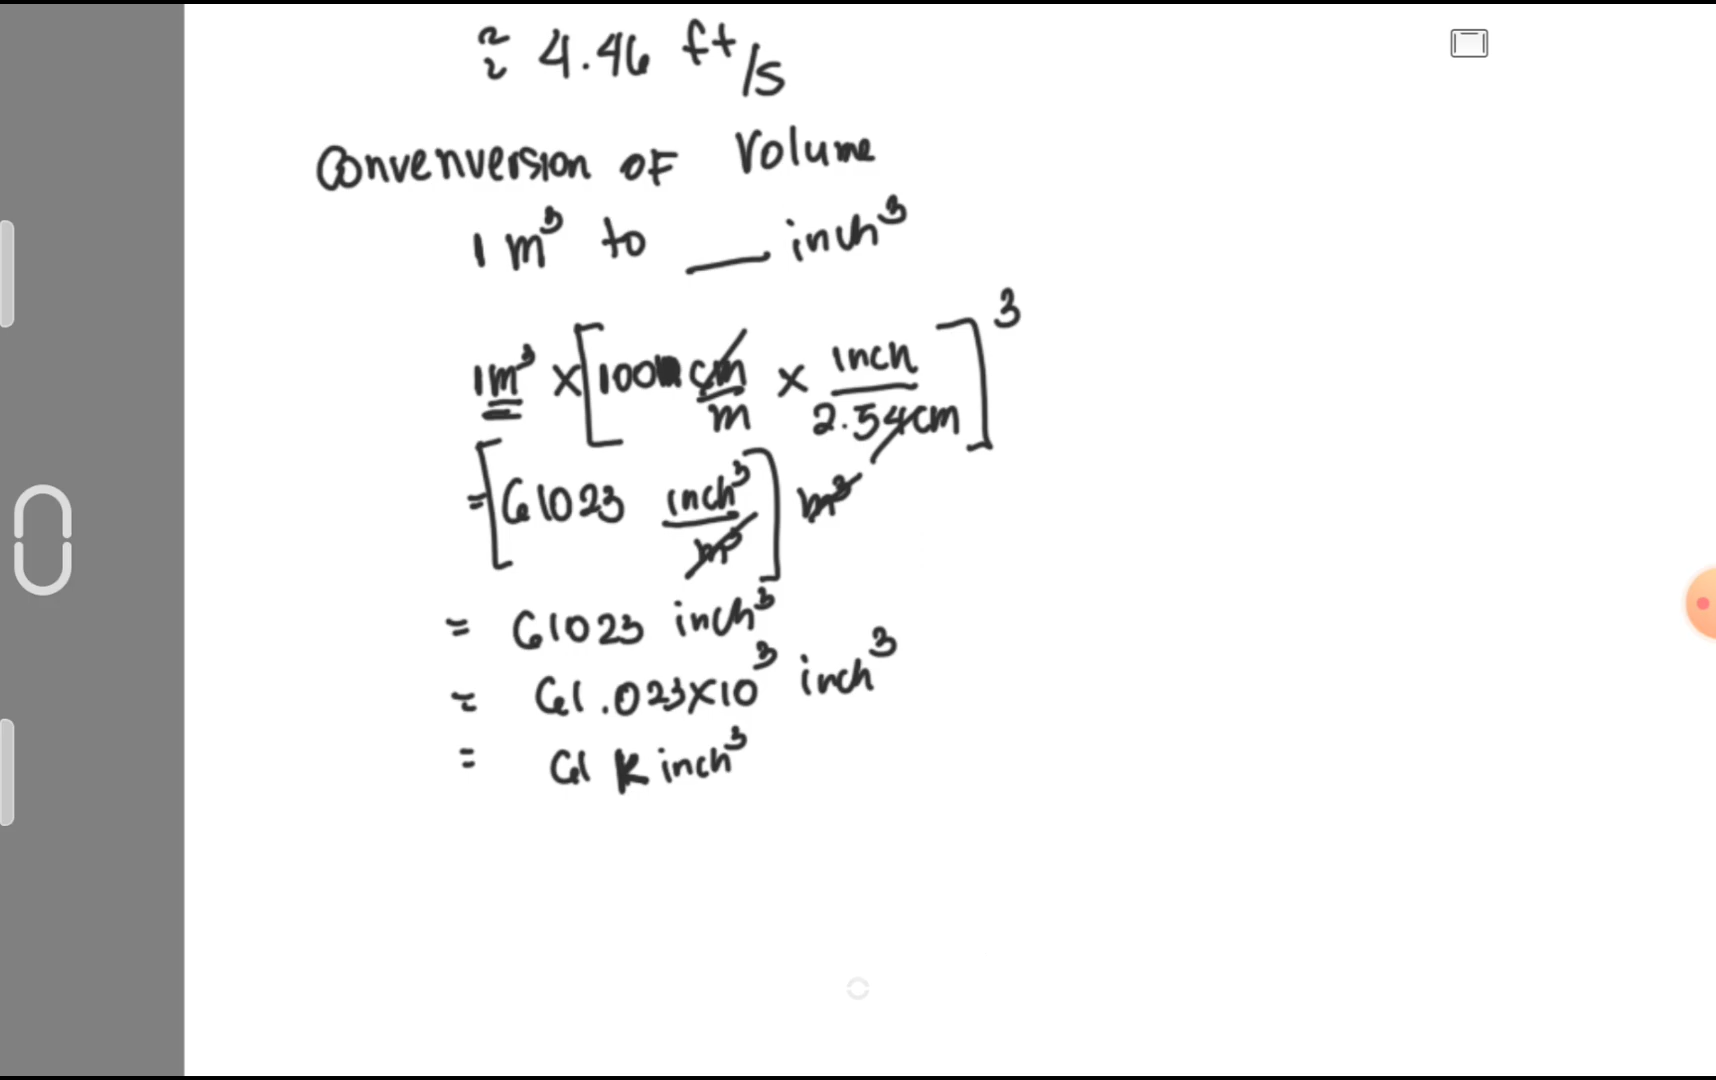 ≈ 4.46 ft/s
Convenversion of Volume
1 m³ to ___ inch³
1m³ × [100 cm/m × inch/2.54cm]³
= [61023 inch³/m³] m³
= 61023 inch³
= 61.023×10³ inch³
= 61 K inch³